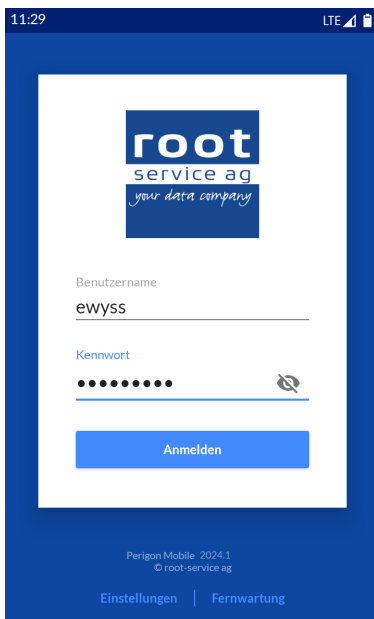 11:29 LTE
root
service ag
your data company
Benutzername
ewyss
Kennwort
•••••••••
Anmelden
Perigon Mobile 2024.1
© root-service ag
Einstellungen | Fernwartung